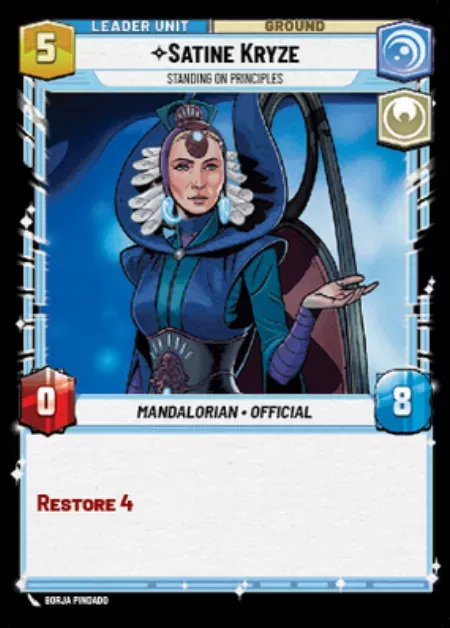 5
LEADER UNIT
GROUND
SATINE KRYZE
STANDING ON PRINCIPLES
0
MANDALORIAN • OFFICIAL
8
RESTORE 4
BORJA PINDADO